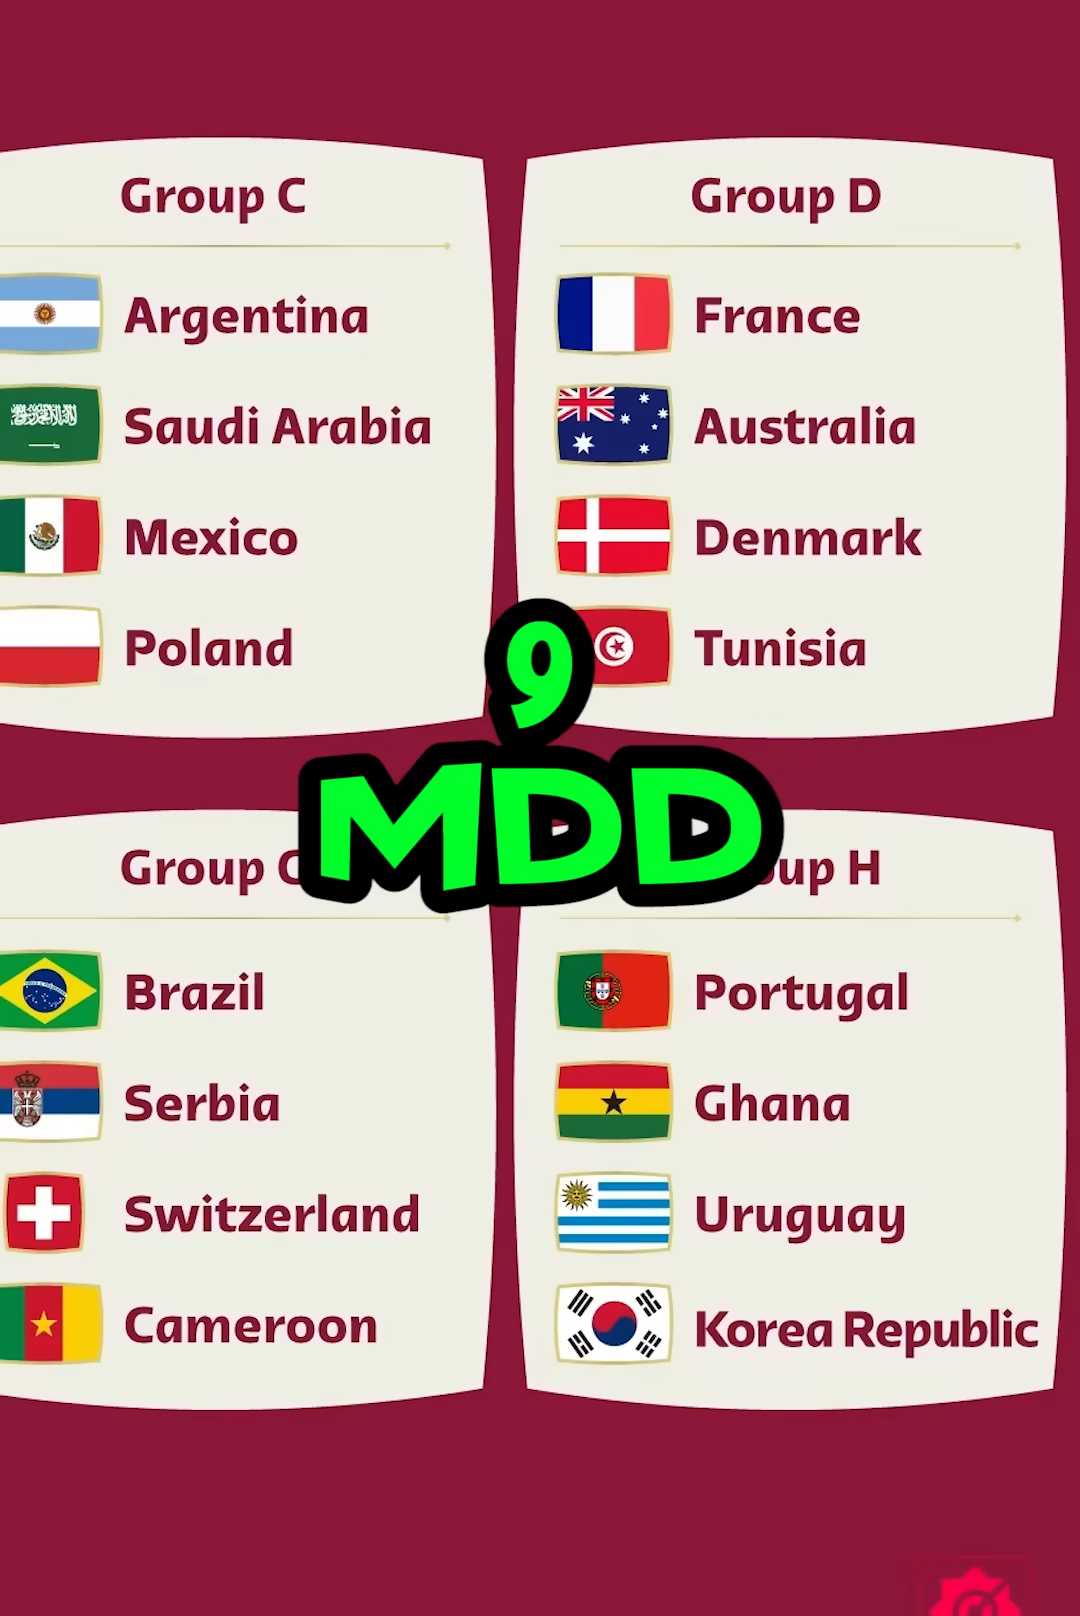 Group C
Argentina
Saudi Arabia
Mexico
Poland
Group D
France
Australia
Denmark
Tunisia
9
MDD
Group
Brazil
Serbia
Switzerland
Cameroon
oup H
Portugal
Ghana
Uruguay
Korea Republic